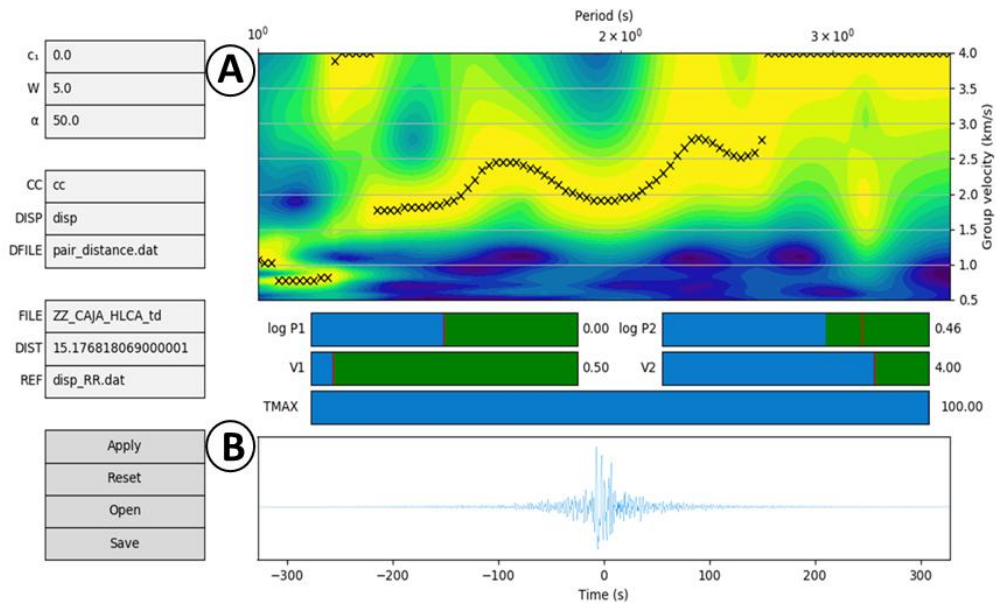 Period (s)
10⁰
2 × 10⁰
3 × 10⁰
c₁ 0.0
W 5.0
α 50.0
A
4.0
3.5
3.0
2.5
2.0
1.5
1.0
0.5
Group velocity (km/s)
CC cc
DISP disp
DFILE pair_distance.dat
FILE ZZ_CAJA_HLCA_td
DIST 15.176818069000001
REF disp_RR.dat
log P1 0.00 log P2 0.46
V1 0.50 V2 4.00
TMAX 100.00
Apply
Reset
Open
Save
B
−300 −200 −100 0 100 200 300
Time (s)